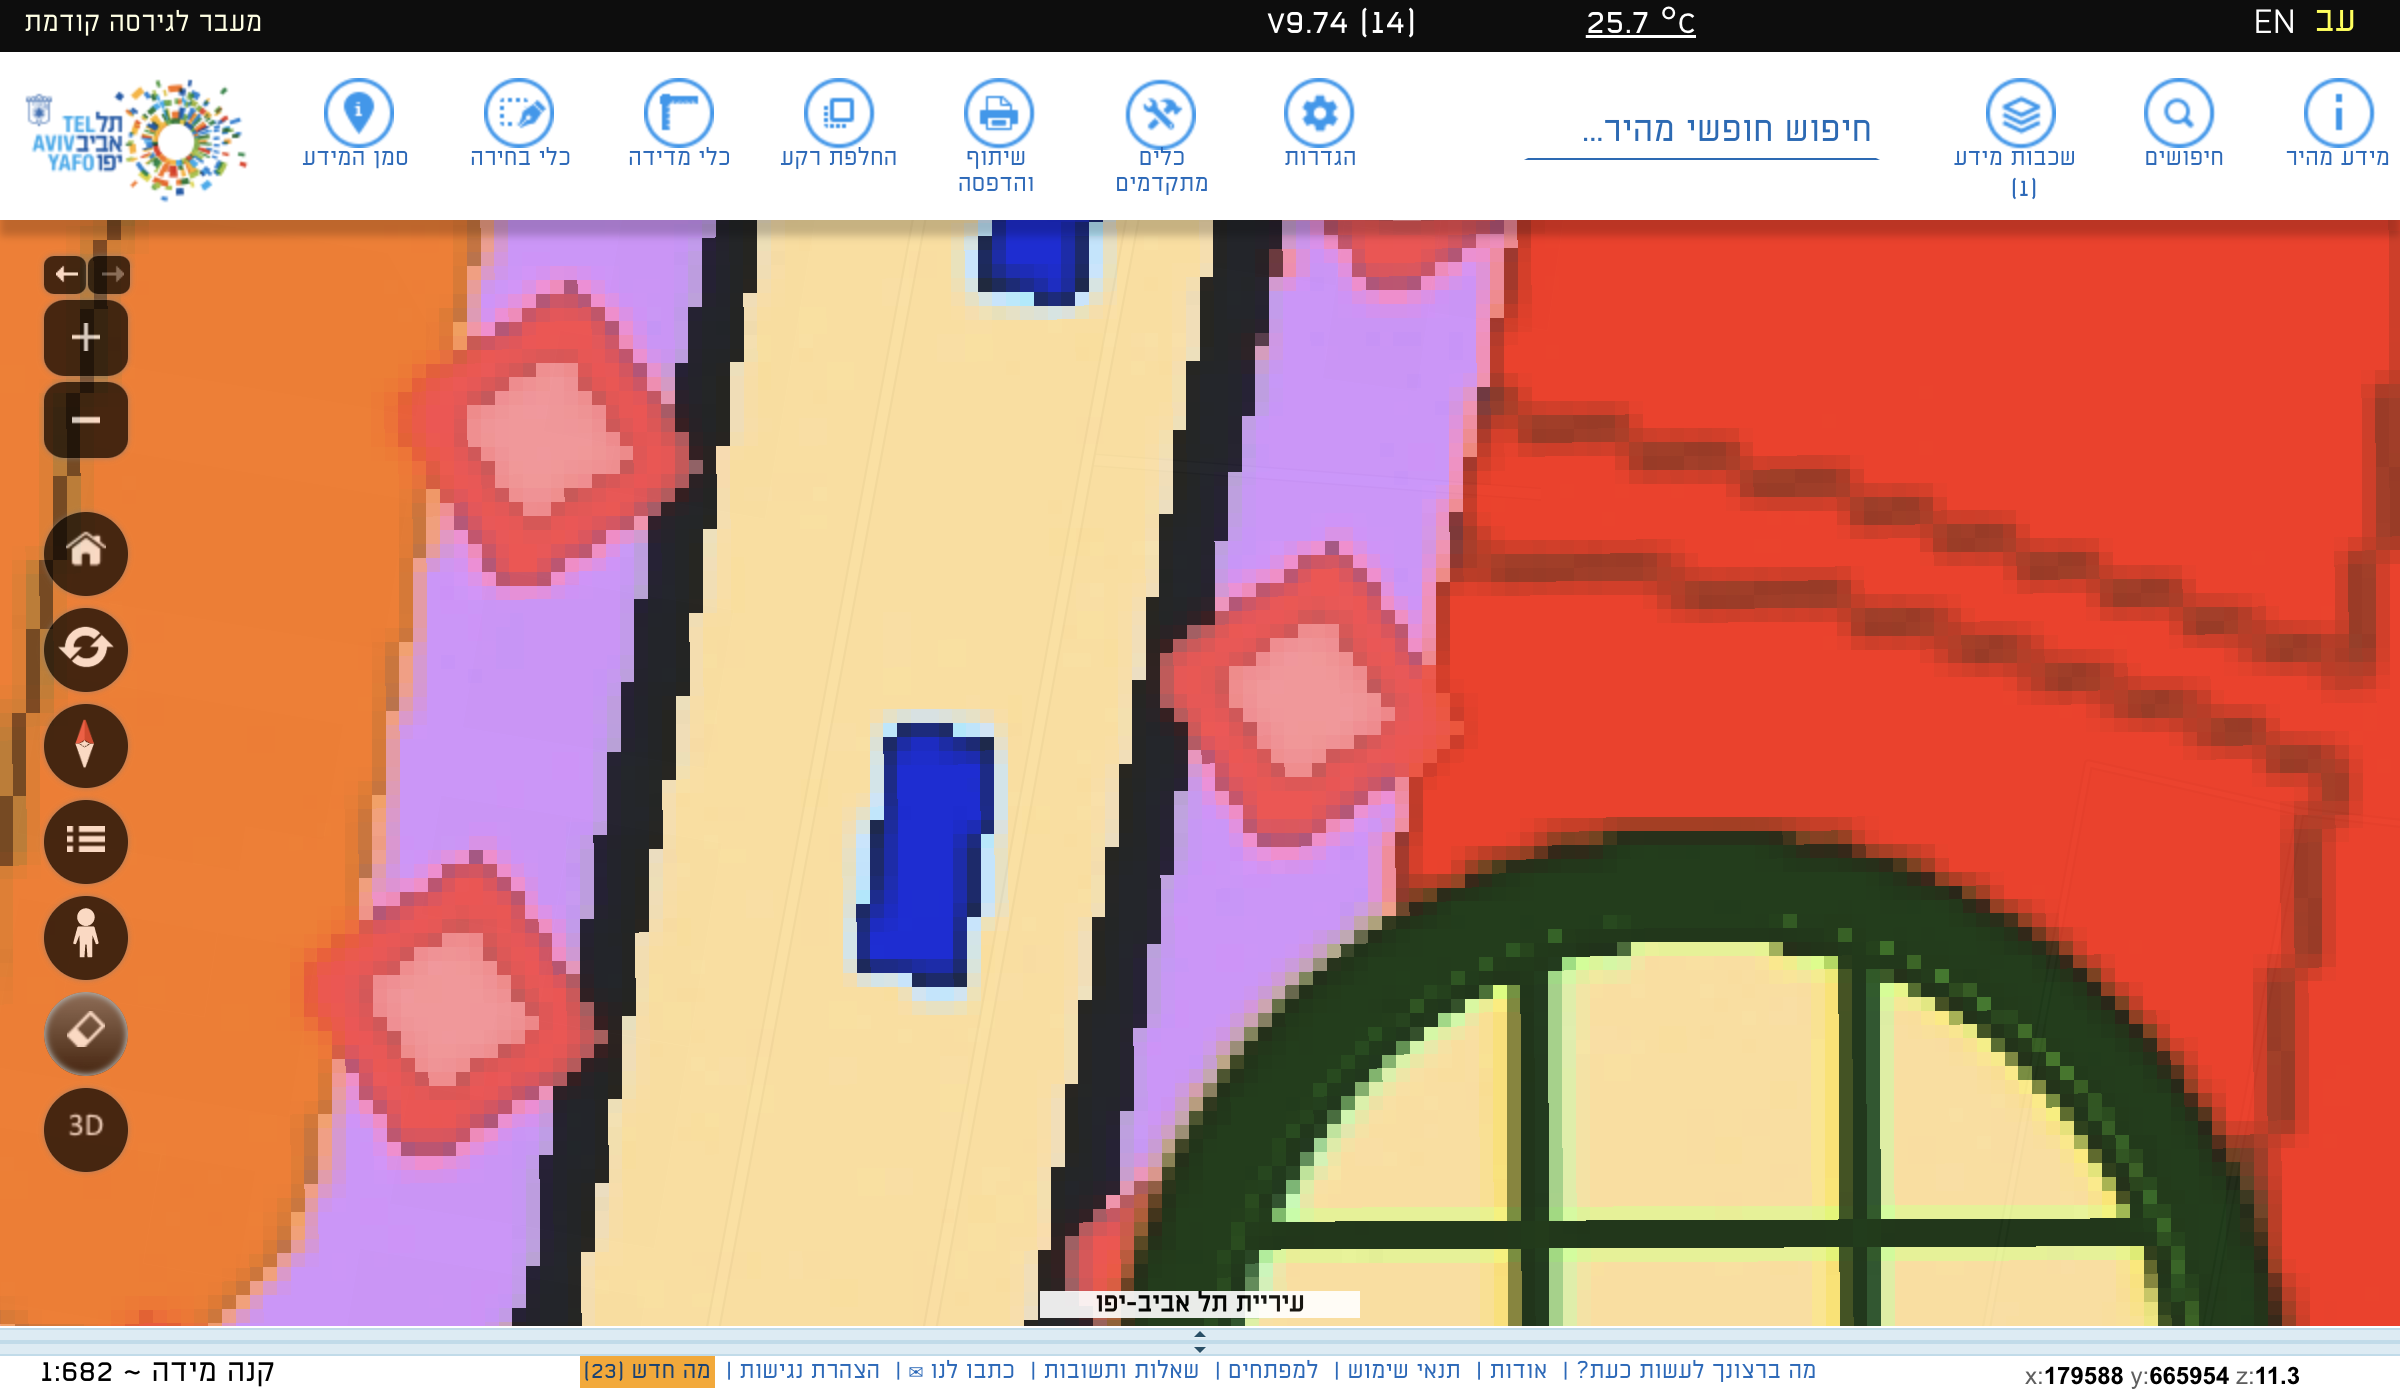 עב EN
25.7 °C
V9.74 (14)
מעבר לגירסה קודמת
מידע מהיר
חיפושים
שכבות מידע
(1)
חיפוש חופשי מהיר...
הגדרות
כלים
מתקדמים
שיתוף
והדפסה
החלפת רקע
כלי מדידה
כלי בחירה
סמן המידע
תל TEL
אביב AVIV
יפו YAFO
3D
עיריית תל אביב-יפו
x:179588 y:665954 z:11.3
מה ברצונך לעשות כעת? | אודות | תנאי שימוש | למפתחים | שאלות ותשובות | כתבו לנו ✉ | הצהרת נגישות | מה חדש (23)
קנה מידה ~ 1:682